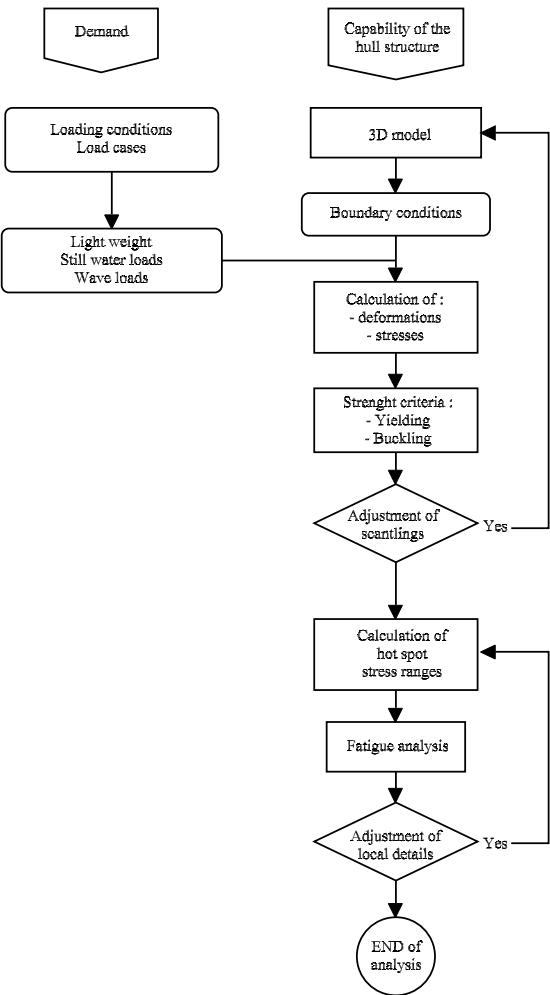 Demand
Capability of the
hull structure
Loading conditions
Load cases
3D model
Boundary conditions
Light weight
Still water loads
Wave loads
Calculation of :
- deformations
- stresses
Strenght criteria :
- Yielding
- Buckling
Adjustment of
scantlings
Yes
Calculation of
hot spot
stress ranges
Fatigue analysis
Adjustment of
local details
Yes
END of
analysis